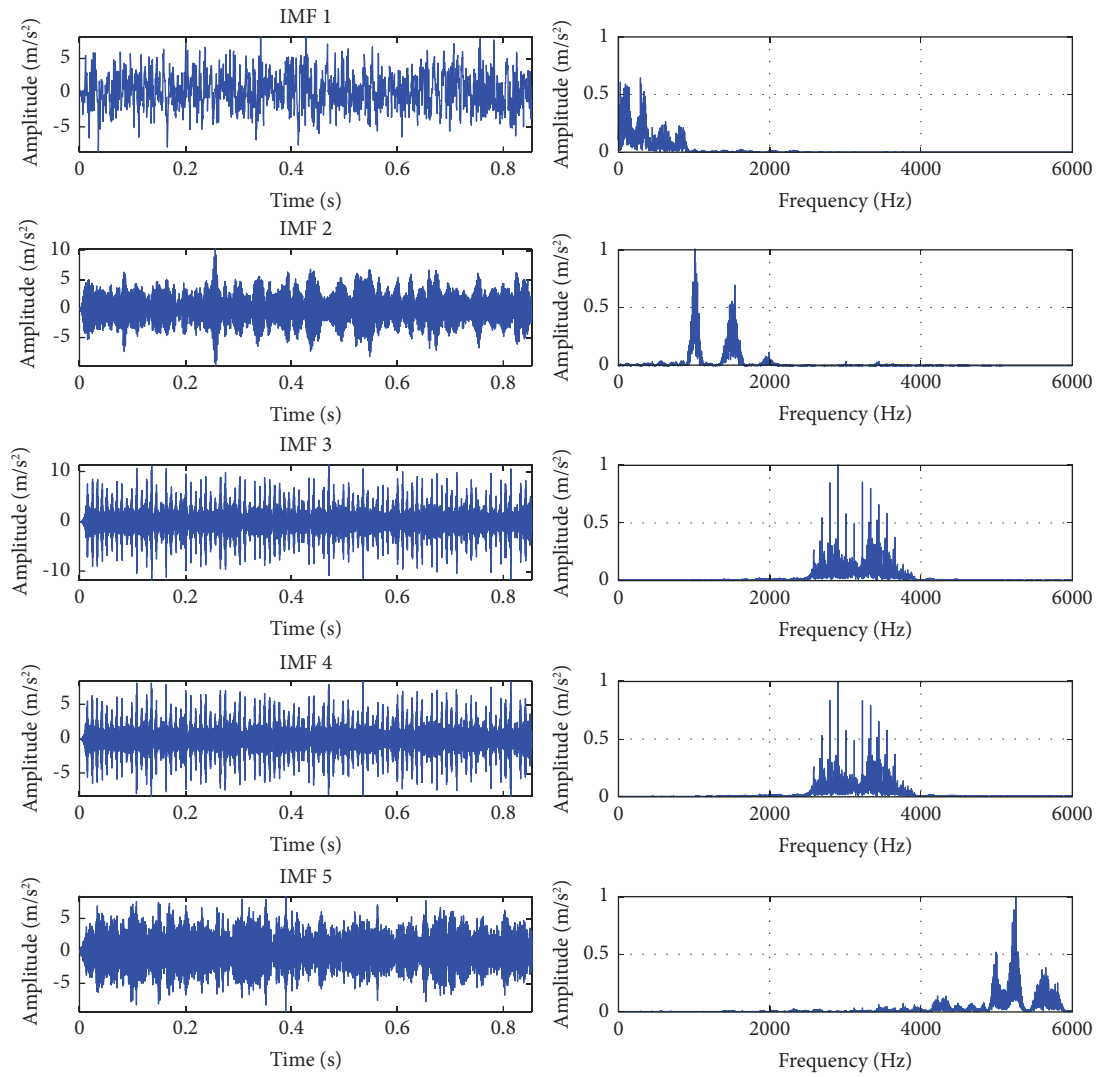 IMF 1
Amplitude (m/s²)
5
0
-5
0 0.2 0.4 0.6 0.8
Time (s)
Amplitude (m/s²)
1
0.5
0
0 2000 4000 6000
Frequency (Hz)
IMF 2
Amplitude (m/s²)
10
5
0
-5
0 0.2 0.4 0.6 0.8
Time (s)
Amplitude (m/s²)
1
0.5
0
0 2000 4000 6000
Frequency (Hz)
IMF 3
Amplitude (m/s²)
10
0
-10
0 0.2 0.4 0.6 0.8
Time (s)
Amplitude (m/s²)
1
0.5
0
0 2000 4000 6000
Frequency (Hz)
IMF 4
Amplitude (m/s²)
5
0
-5
0 0.2 0.4 0.6 0.8
Time (s)
Amplitude (m/s²)
1
0.5
0
0 2000 4000 6000
Frequency (Hz)
IMF 5
Amplitude (m/s²)
5
0
-5
0 0.2 0.4 0.6 0.8
Time (s)
Amplitude (m/s²)
1
0.5
0
0 2000 4000 6000
Frequency (Hz)